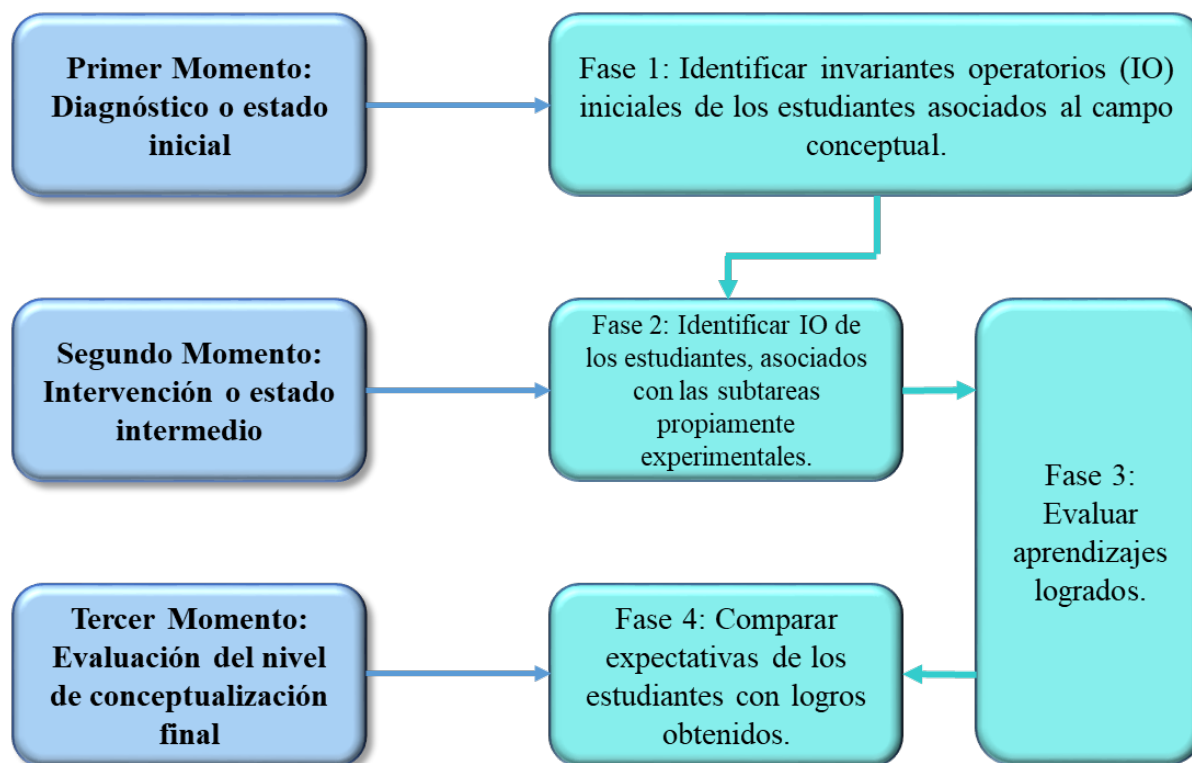 Primer Momento:
Diagnóstico o estado
inicial
Fase 1: Identificar invariantes operatorios (IO)
iniciales de los estudiantes asociados al campo
conceptual.
Segundo Momento:
Intervención o estado
intermedio
Fase 2: Identificar IO de
los estudiantes, asociados
con las subtareas
propiamente
experimentales.
Fase 3:
Evaluar
aprendizajes
logrados.
Tercer Momento:
Evaluación del nivel
de conceptualización
final
Fase 4: Comparar
expectativas de los
estudiantes con logros
obtenidos.